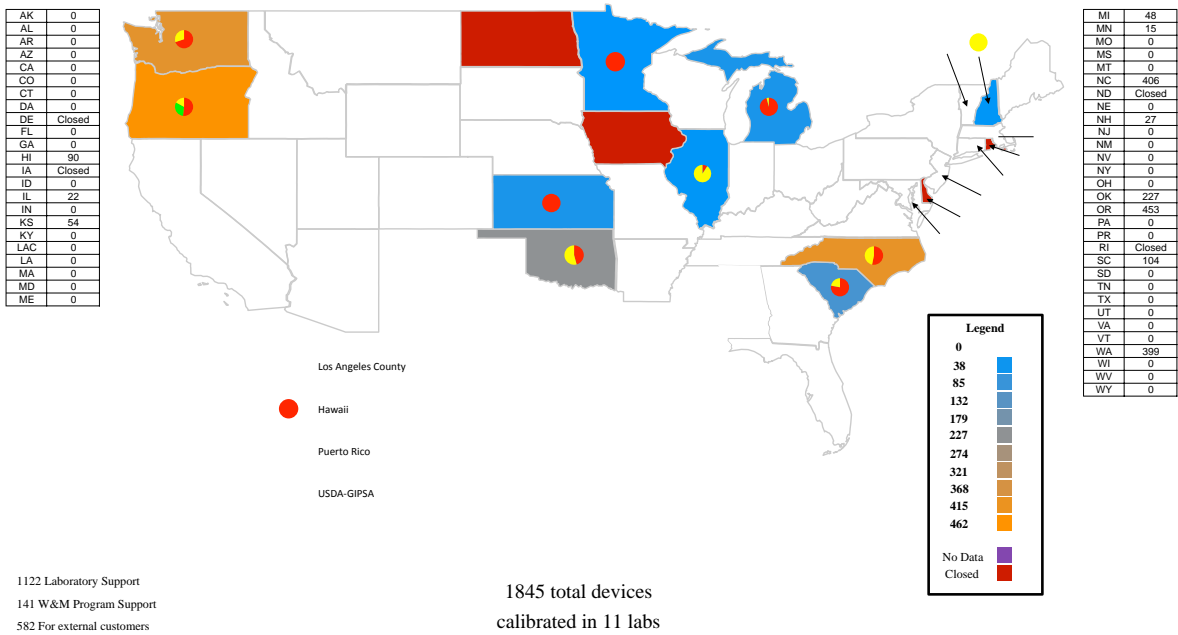 AK 0
AL 0
AR 0
AZ 0
CA 0
CO 0
CT 0
DA 0
DE Closed
FL 0
GA 0
HI 90
IA Closed
ID 0
IL 22
IN 0
KS 54
KY 0
LAC 0
LA 0
MA 0
MD 0
ME 0
MI 48
MN 15
MO 0
MS 0
MT 0
NC 406
ND Closed
NE 0
NH 27
NJ 0
NM 0
NV 0
NY 0
OH 0
OK 227
OR 453
PA 0
PR 0
RI Closed
SC 104
SD 0
TN 0
TX 0
UT 0
VA 0
VT 0
WA 399
WI 0
WV 0
WY 0
Los Angeles County
Hawaii
Puerto Rico
USDA-GIPSA
Legend
0
38
85
132
179
227
274
321
368
415
462
No Data
Closed
1122 Laboratory Support
141 W&M Program Support
582 For external customers
1845 total devices
calibrated in 11 labs